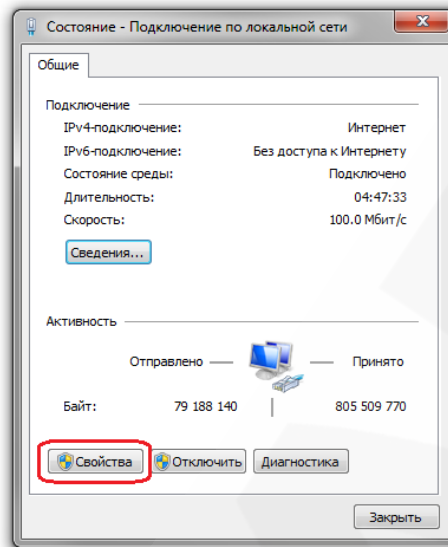 Состояние - Подключение по локальной сети
Общие
Подключение
IPv4-подключение: Интернет
IPv6-подключение: Без доступа к Интернету
Состояние среды: Подключено
Длительность: 04:47:33
Скорость: 100.0 Мбит/с
Сведения...
Активность
Отправлено — — Принято
Байт: 79 188 140 | 805 509 770
Свойства Отключить Диагностика
Закрыть